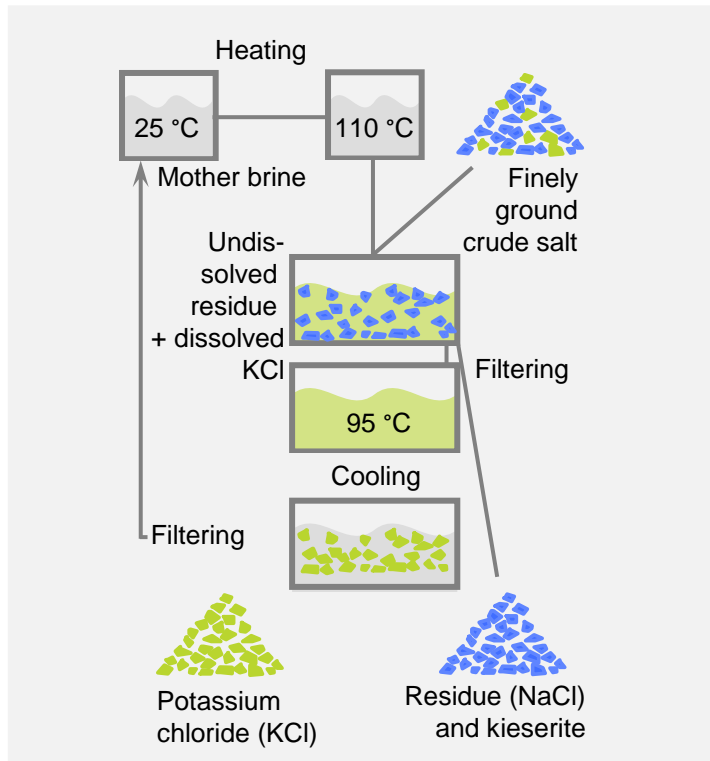 Heating
25 °C
110 °C
Mother brine
Finely
ground
crude salt
Undis-
solved
residue
+ dissolved
KCl
Filtering
95 °C
Cooling
Filtering
Potassium
chloride (KCl)
Residue (NaCl)
and kieserite